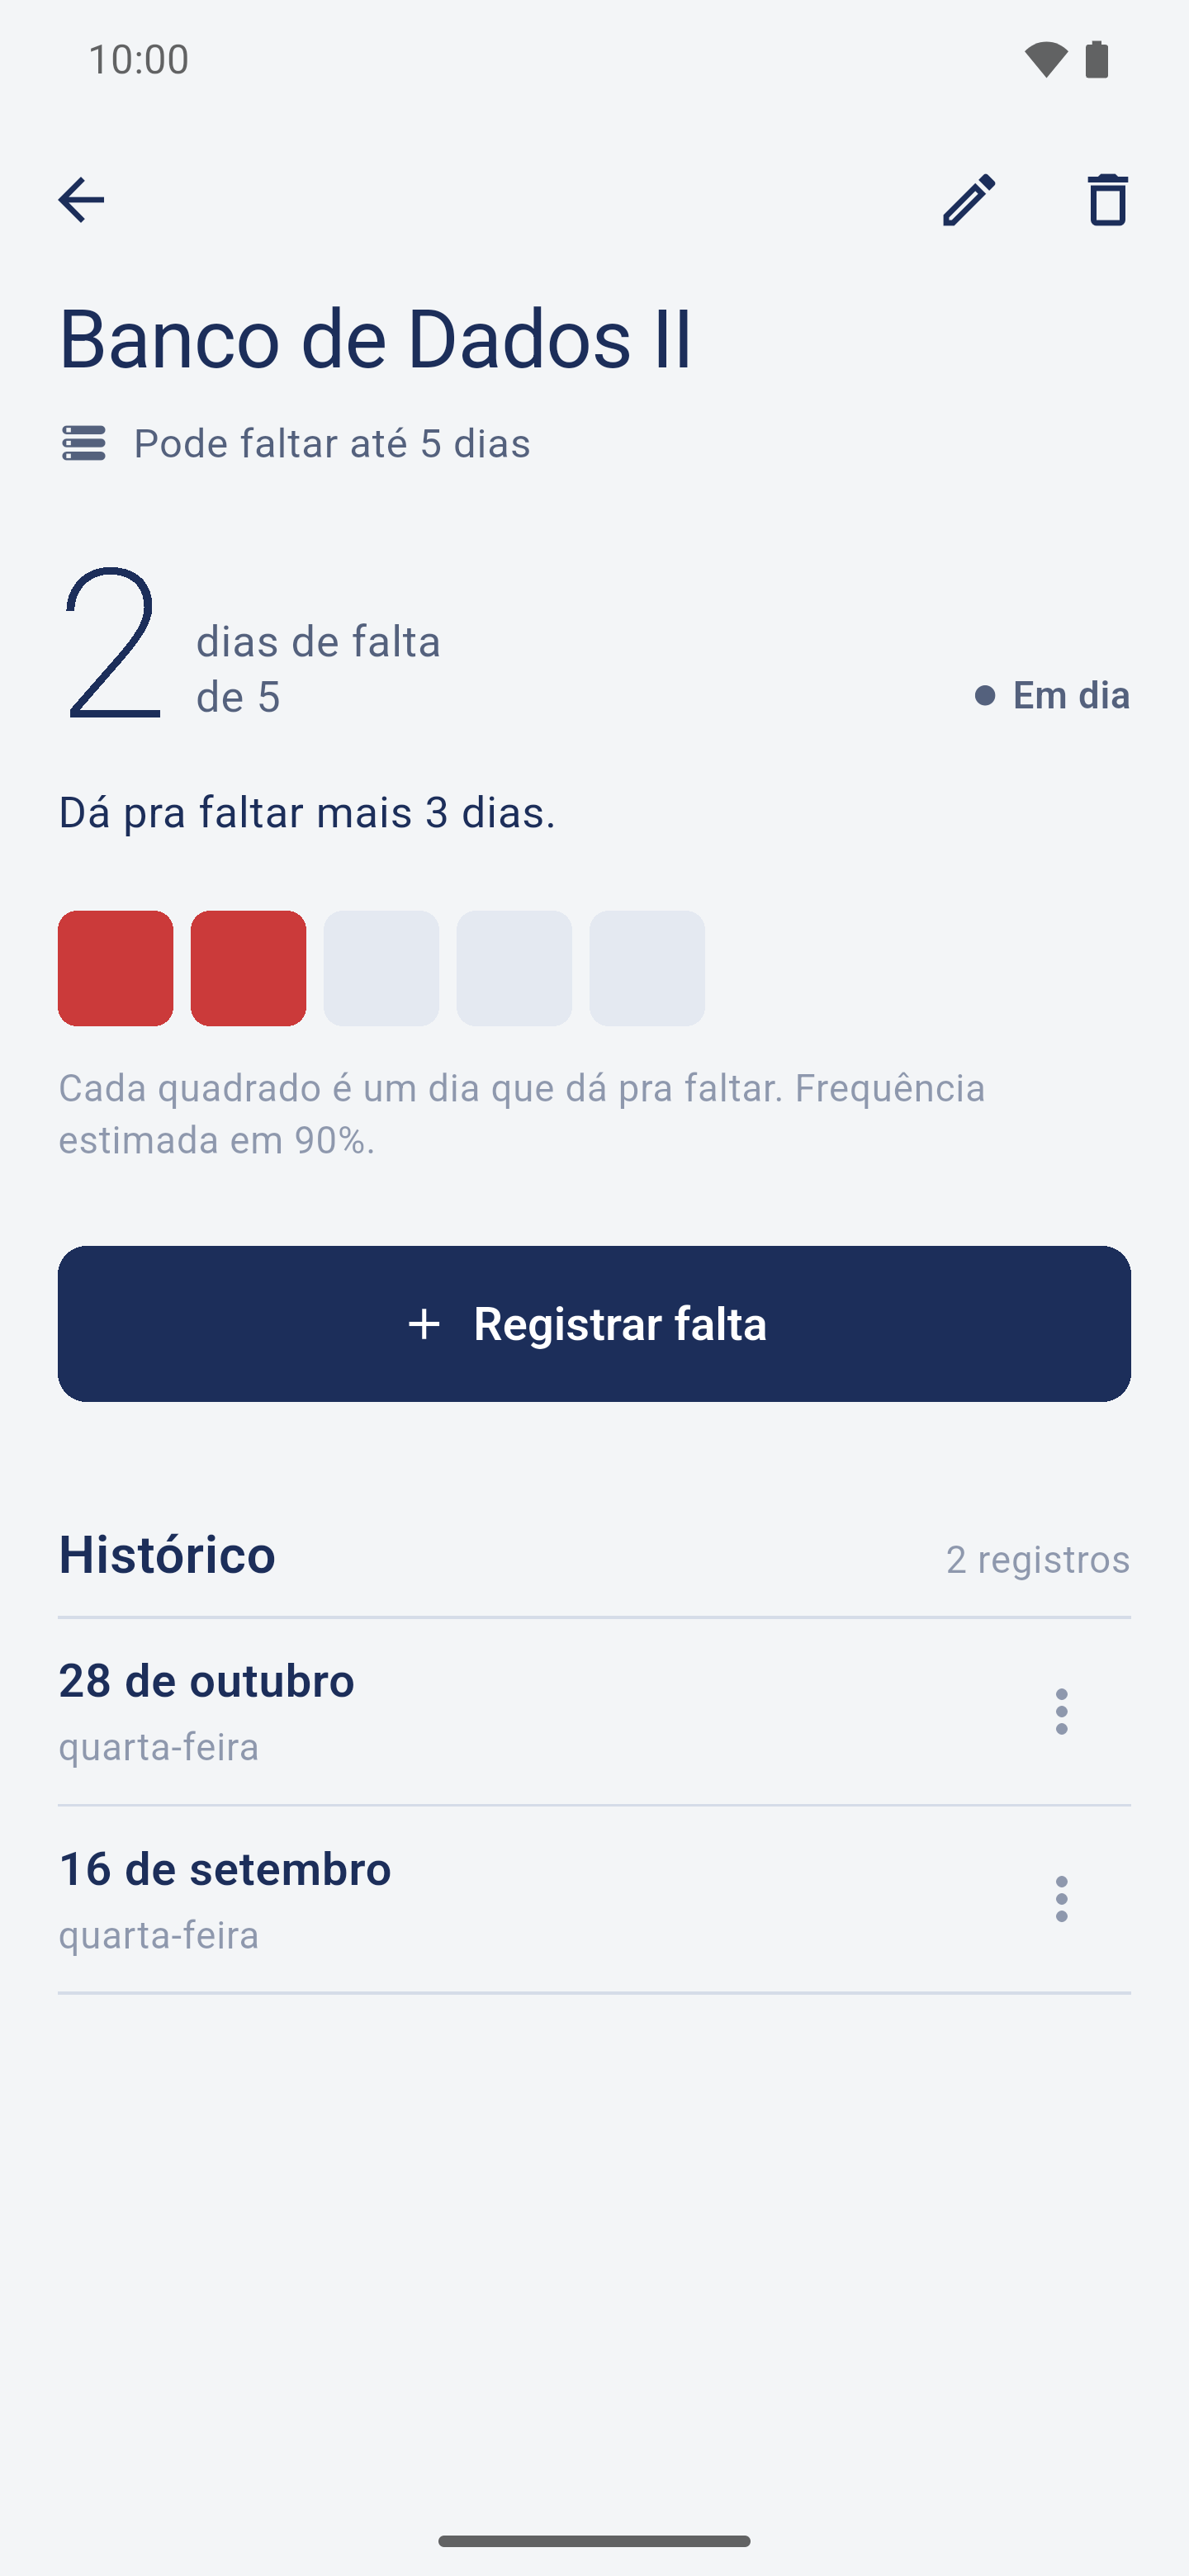 10:00
Banco de Dados II
Pode faltar até 5 dias
2
dias de falta
de 5
Em dia
Dá pra faltar mais 3 dias.
Cada quadrado é um dia que dá pra faltar. Frequência
estimada em 90%.
+ Registrar falta
Histórico
2 registros
28 de outubro
quarta-feira
16 de setembro
quarta-feira